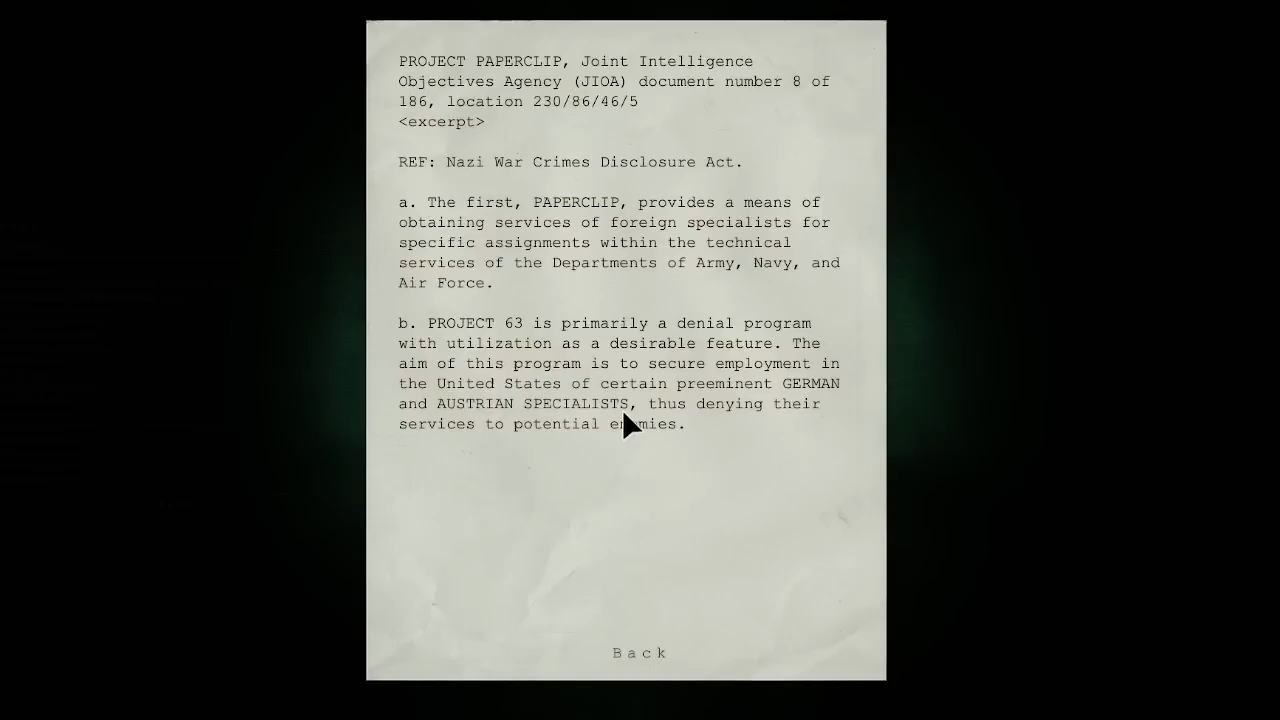 PROJECT PAPERCLIP, Joint Intelligence
Objectives Agency (JIOA) document number 8 of
186, location 230/86/46/5
<excerpt>
REF: Nazi War Crimes Disclosure Act.
a. The first, PAPERCLIP, provides a means of
obtaining services of foreign specialists for
specific assignments within the technical
services of the Departments of Army, Navy, and
Air Force.
b. PROJECT 63 is primarily a denial program
with utilization as a desirable feature. The
aim of this program is to secure employment in
the United States of certain preeminent GERMAN
and AUSTRIAN SPECIALISTS, thus denying their
services to potential enemies.
Back